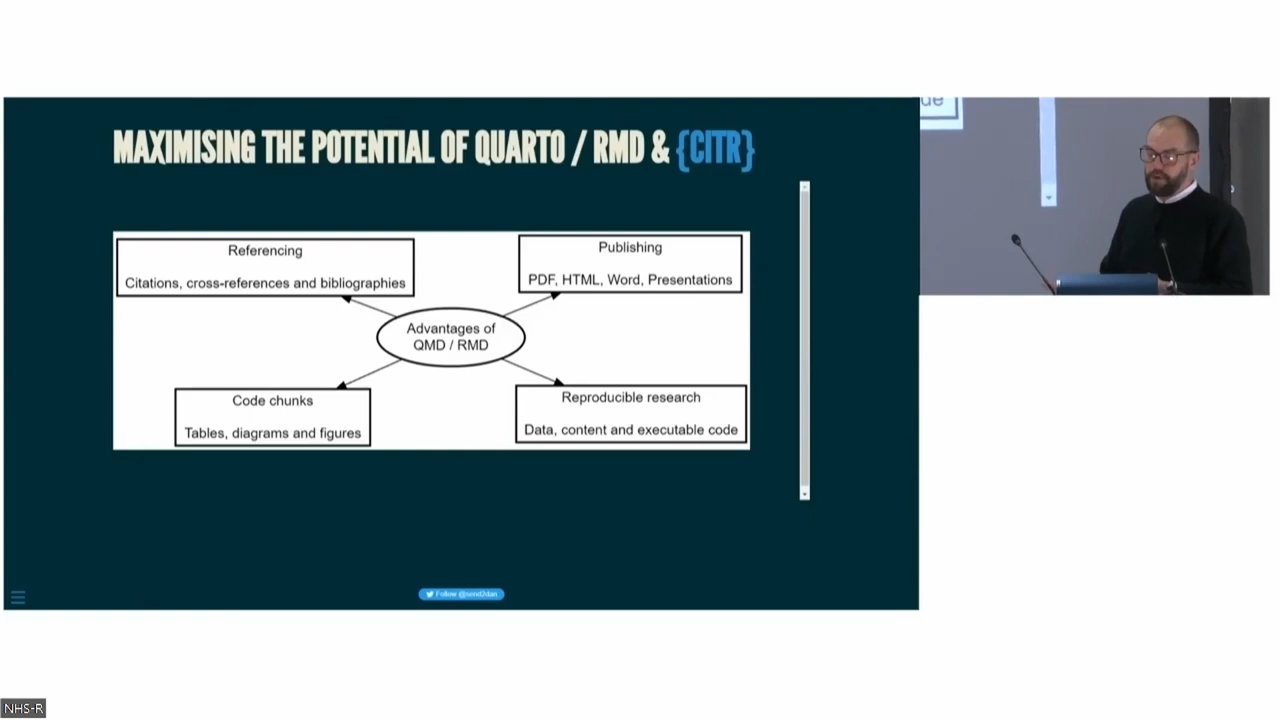 MAXIMISING THE POTENTIAL OF QUARTO / RMD & {CITR}
Referencing
Citations, cross-references and bibliographies
Publishing
PDF, HTML, Word, Presentations
Advantages of
QMD / RMD
Code chunks
Tables, diagrams and figures
Reproducible research
Data, content and executable code
Follow @send2dan
de
NHS-R